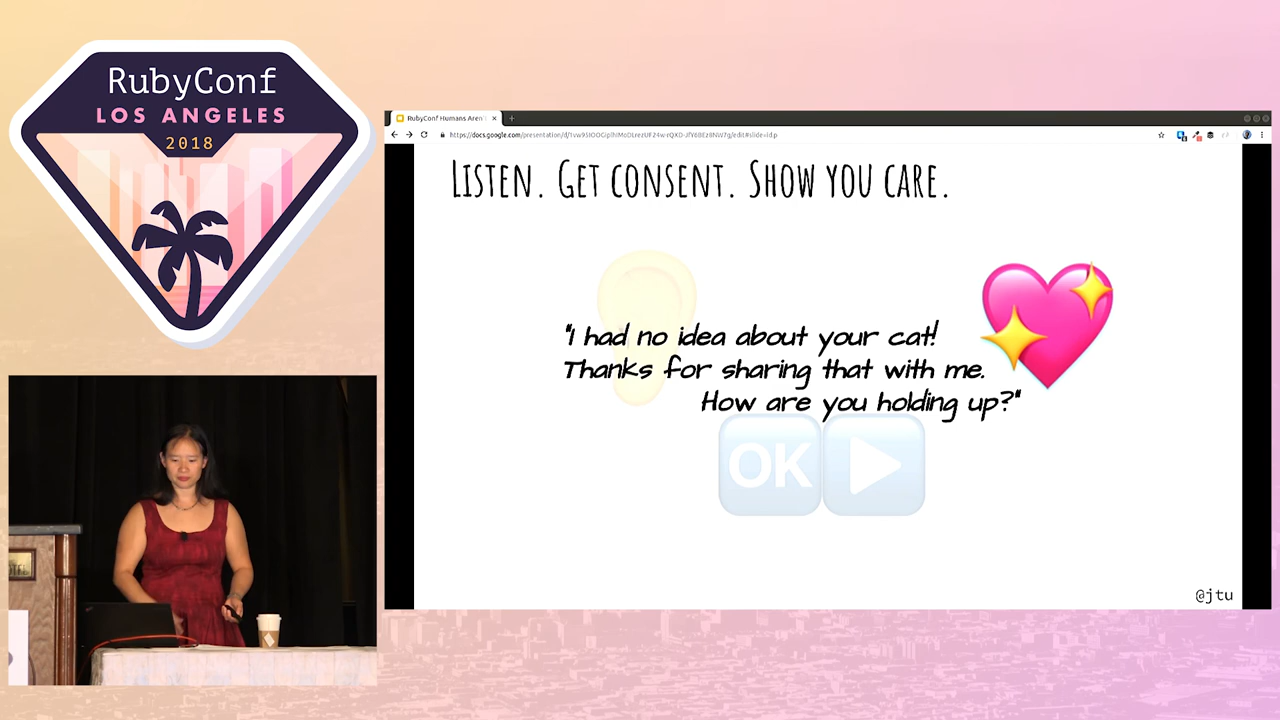 RubyConf
LOS ANGELES
2018
RubyConf Humans Aren'
LISTEN. GET CONSENT. SHOW YOU CARE.
"I had no idea about your cat!
Thanks for sharing that with me.
How are you holding up?"
OK
@jtu